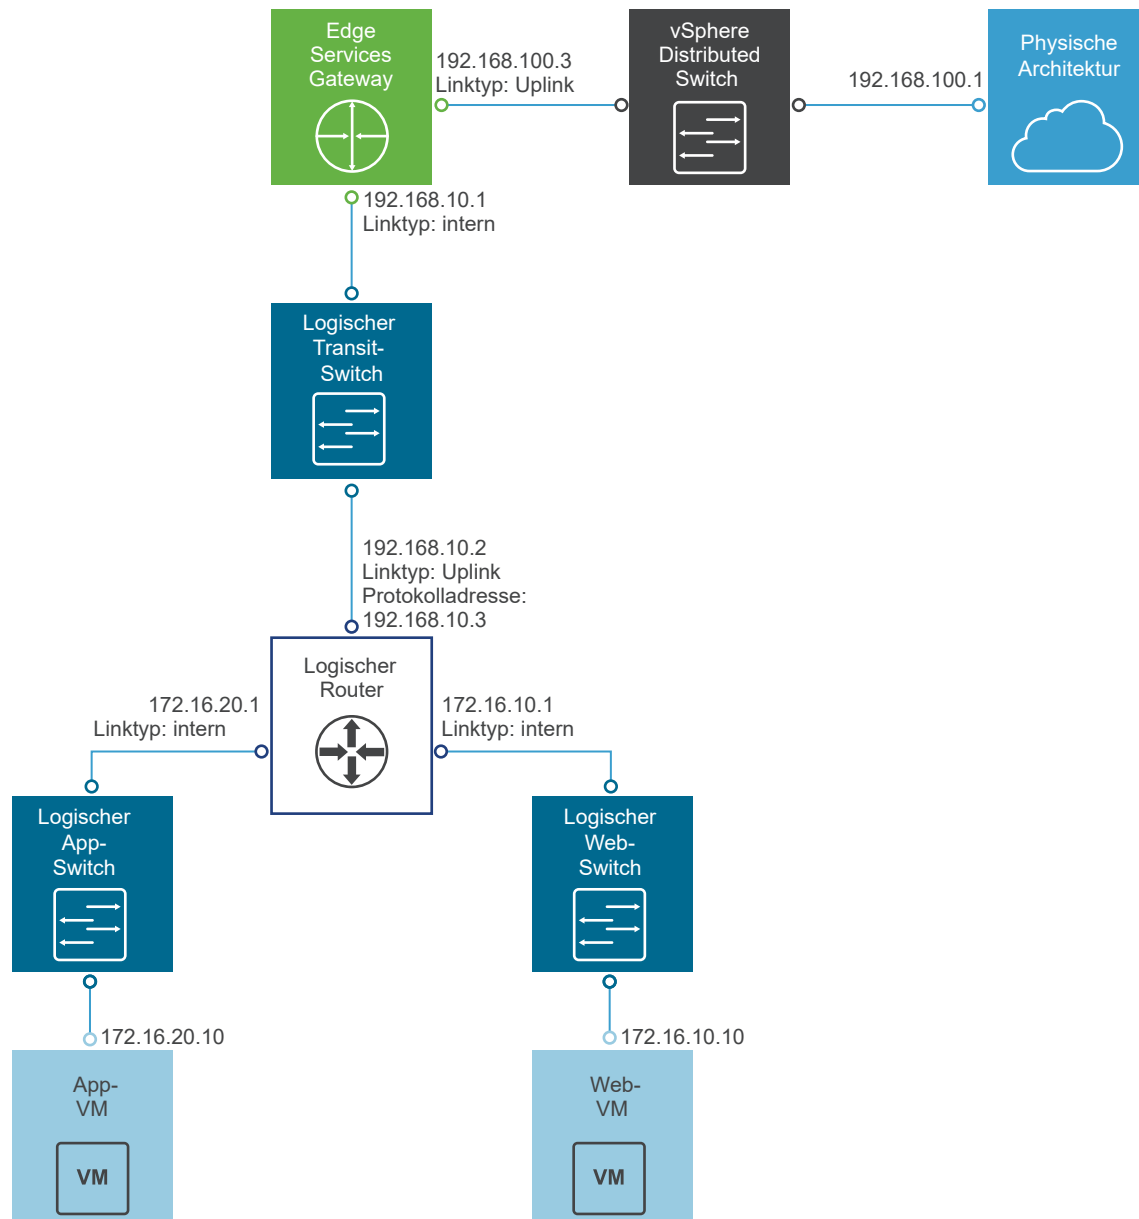 Edge
Services
Gateway
192.168.100.3
Linktyp: Uplink
vSphere
Distributed
Switch
192.168.100.1
Physische
Architektur
192.168.10.1
Linktyp: intern
Logischer
Transit-
Switch
192.168.10.2
Linktyp: Uplink
Protokolladresse:
192.168.10.3
Logischer
Router
172.16.20.1
Linktyp: intern
172.16.10.1
Linktyp: intern
Logischer
App-
Switch
Logischer
Web-
Switch
172.16.20.10
172.16.10.10
App-
VM
VM
Web-
VM
VM